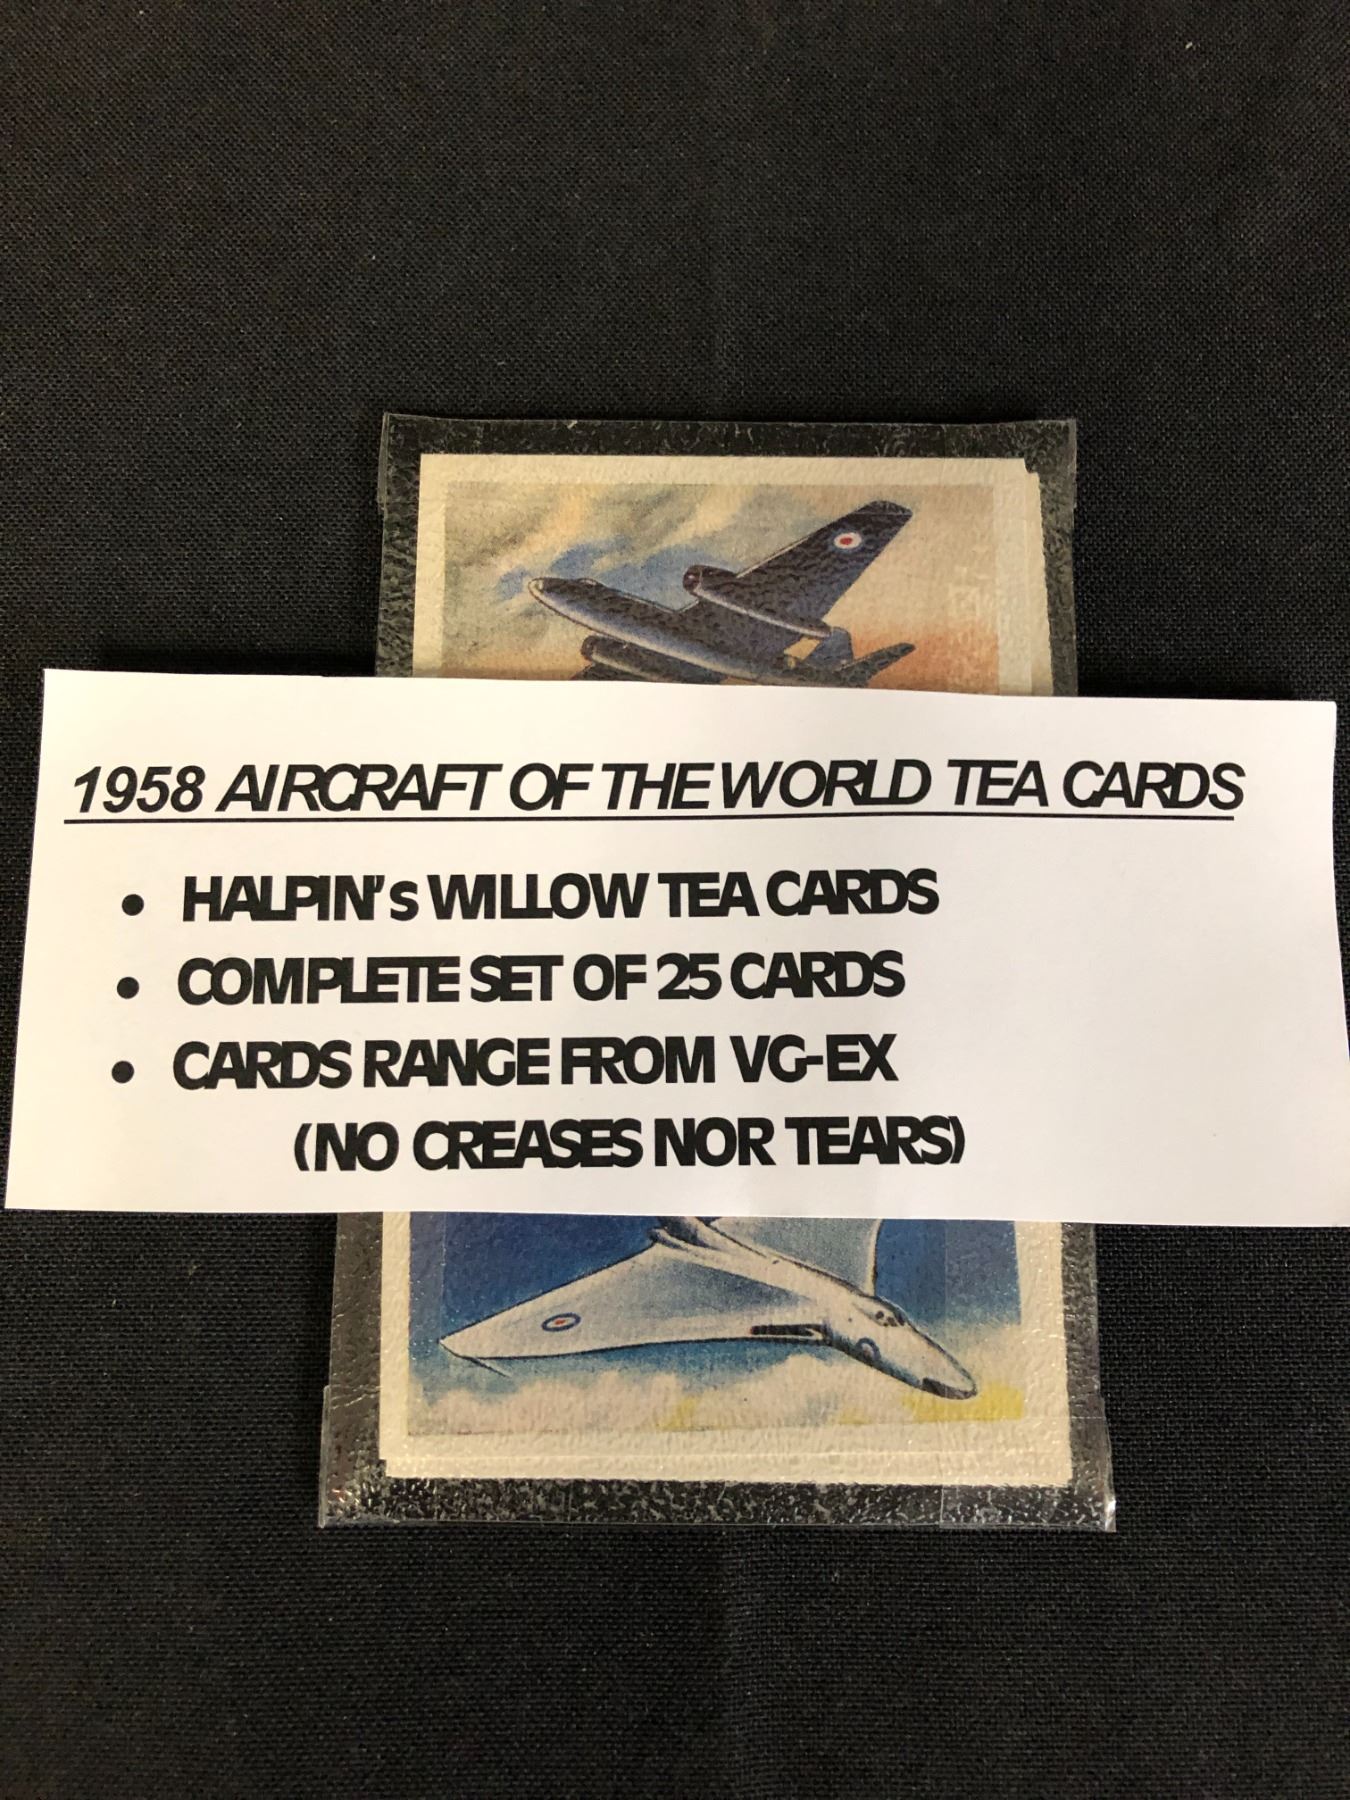 1958 AIRCRAFT OF THE WORLD TEA CARDS
• HALPIN's WILLOW TEA CARDS
• COMPLETE SET OF 25 CARDS
• CARDS RANGE FROM VG-EX
(NO CREASES NOR TEARS)